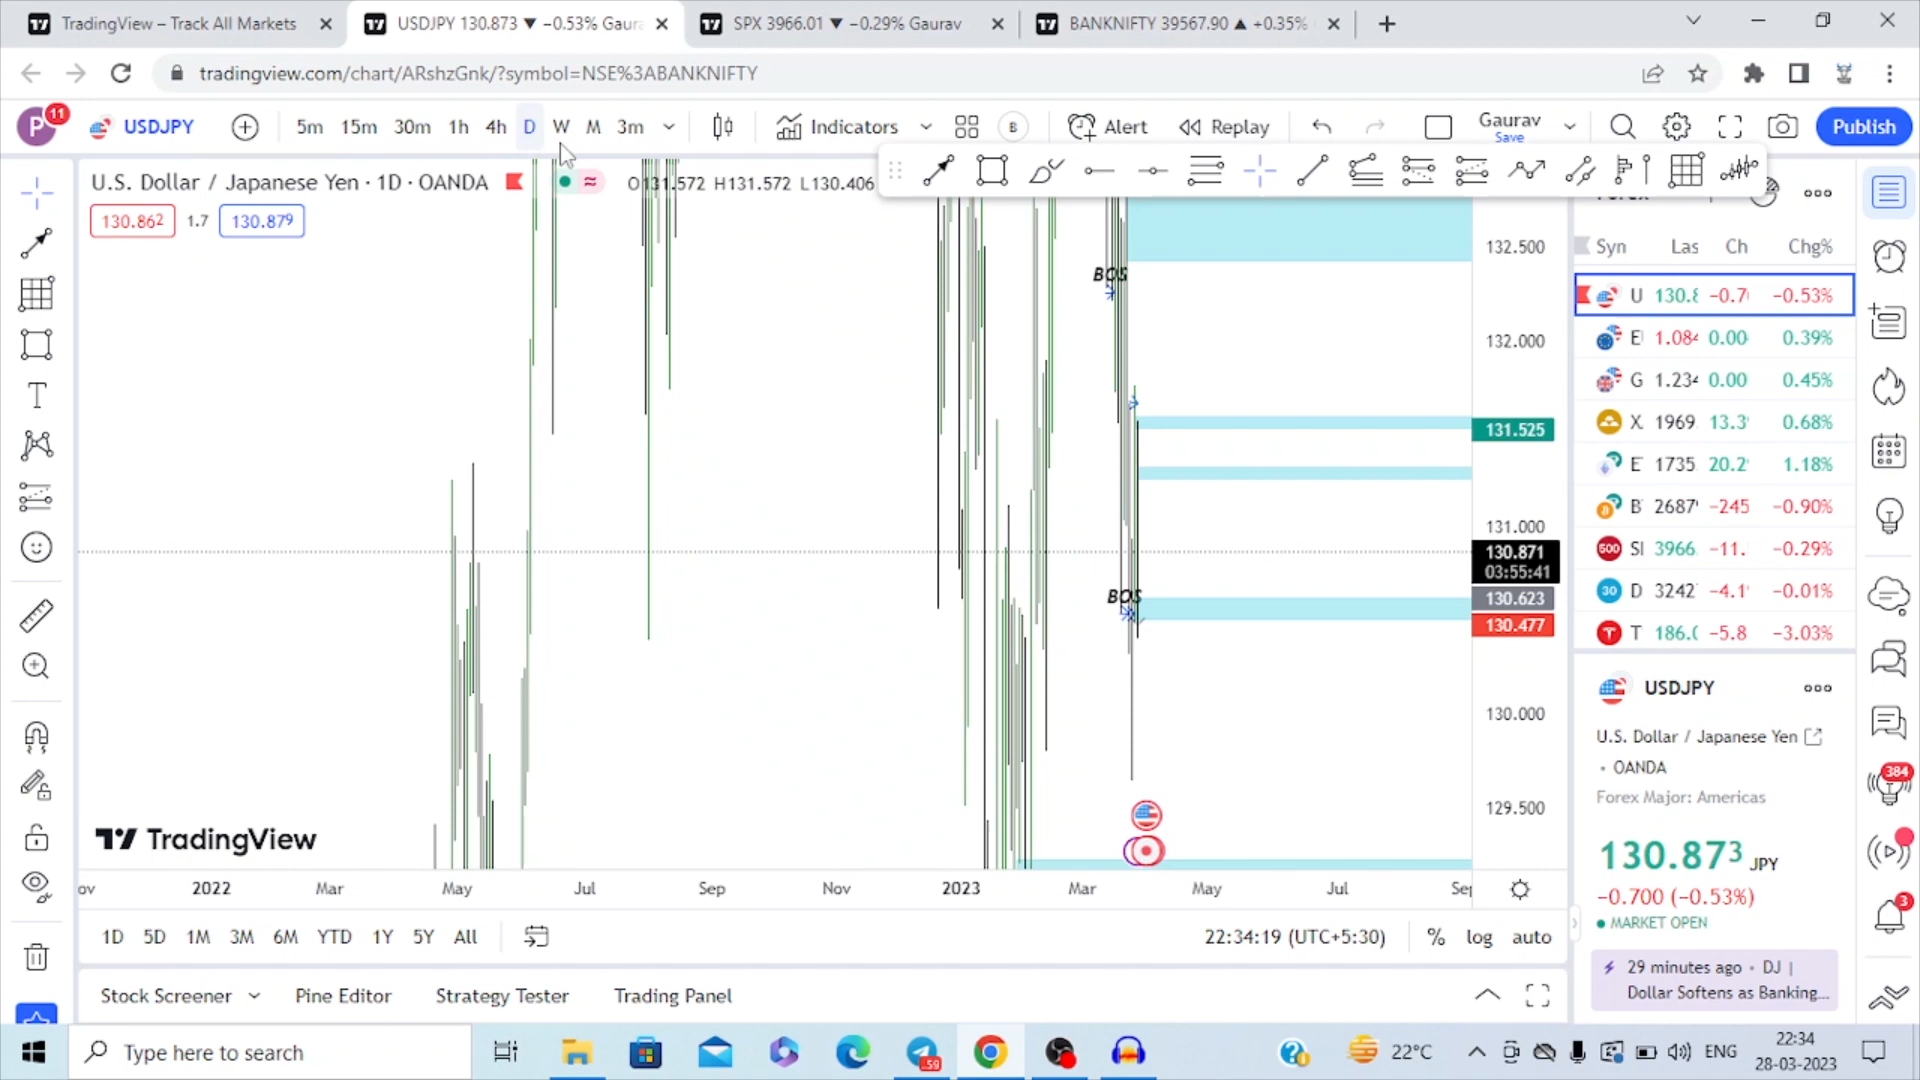 TradingView – Track All Markets
USDJPY 130.873 ▼ −0.53% Gaura
SPX 3966.01 ▼ −0.29% Gaurav
BANKNIFTY 39567.90 ▲ +0.35%
tradingview.com/chart/ARshzGnk/?symbol=NSE%3ABANKNIFTY
P 11
USDJPY
5m 15m 30m 1h 4h D W M 3m
Indicators
B
Alert
Replay
Gaurav
Save
Publish
U.S. Dollar / Japanese Yen · 1D · OANDA
O131.572 H131.572 L130.406
130.862 1.7 130.879
BOS
BOS
132.500
132.000
131.525
131.000
130.871
03:55:41
130.623
130.477
130.000
129.500
TradingView
2022 Mar May Jul Sep Nov 2023 Mar May Jul
1D 5D 1M 3M 6M YTD 1Y 5Y All
22:34:19 (UTC+5:30)
% log auto
Stock Screener
Pine Editor
Strategy Tester
Trading Panel
Syn Las Ch Chg%
U 130.8 −0.7 −0.53%
E 1.084 0.00 0.39%
G 1.234 0.00 0.45%
X 1969 13.3 0.68%
E 1735 20.2 1.18%
B 2687 −245 −0.90%
500 SI 3966 −11. −0.29%
30 D 3242 −4.1 −0.01%
T 186.0 −5.8 −3.03%
USDJPY
U.S. Dollar / Japanese Yen
• OANDA
Forex Major: Americas
130.873 JPY
−0.700 (−0.53%)
MARKET OPEN
29 minutes ago • DJ |
Dollar Softens as Banking...
384
3
Type here to search
59
22°C
ENG
22:34
28-03-2023